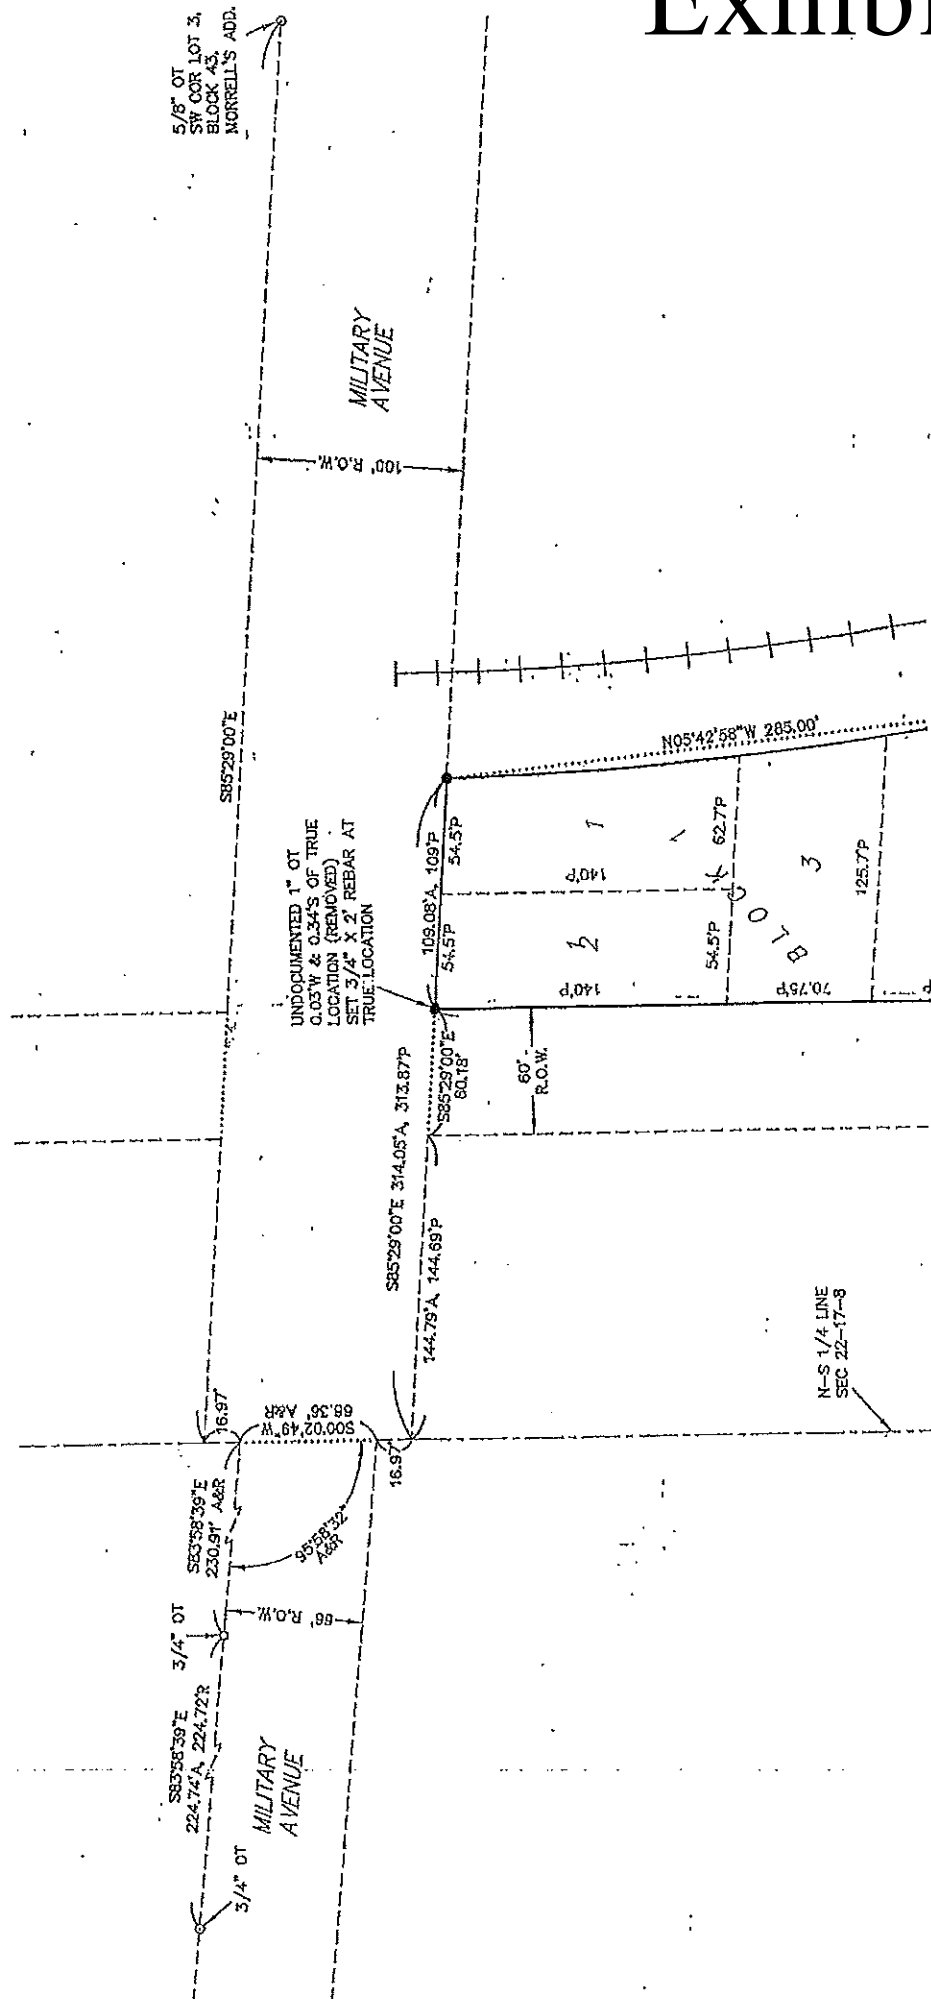 Exhibi
5/8" OT
SW COR LOT 3,
BLOCK 43,
MORRELL'S ADD.
MILITARY
AVENUE
100' R.O.W.
S85°29'00"E
UNDOCUMENTED 1" OT
0.03'W & 0.34'S OF TRUE
LOCATION (REMOVED)
SET 3/4" X 2' REBAR AT
TRUE LOCATION
N05°42'58"W 285.00'
109.08'A, 109'P
54.5'P
54.5'P
140'P
140'P
1
2
62.7'P
54.5'P
BLOCK
3
70.75'P
125.7'P
P
S85°29'00"E
60.18'
60'
R.O.W.
S85°29'00"E 314.05'A, 313.87'P
144.79'A, 144.69'P
16.97'
S00°02'49"W
66.36' A&R
16.97'
N-S 1/4 LINE
SEC 22-17-8
S83°58'39"E
230.91' A&R
95°58'32"
A&R
66' R.O.W.
3/4" OT
S83°58'39"E
224.74'A, 224.72'R
MILITARY
AVENUE
3/4" OT